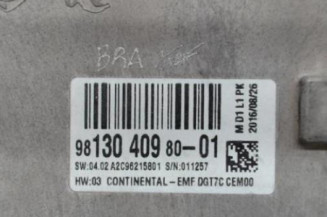 BRA
98130 409 80-01
SW:04.02 A2C96215801 S/N:011257
HW:03 CONTINENTAL-EMF DGT7C CEM00
M D1 L1 PK
2016/08/26